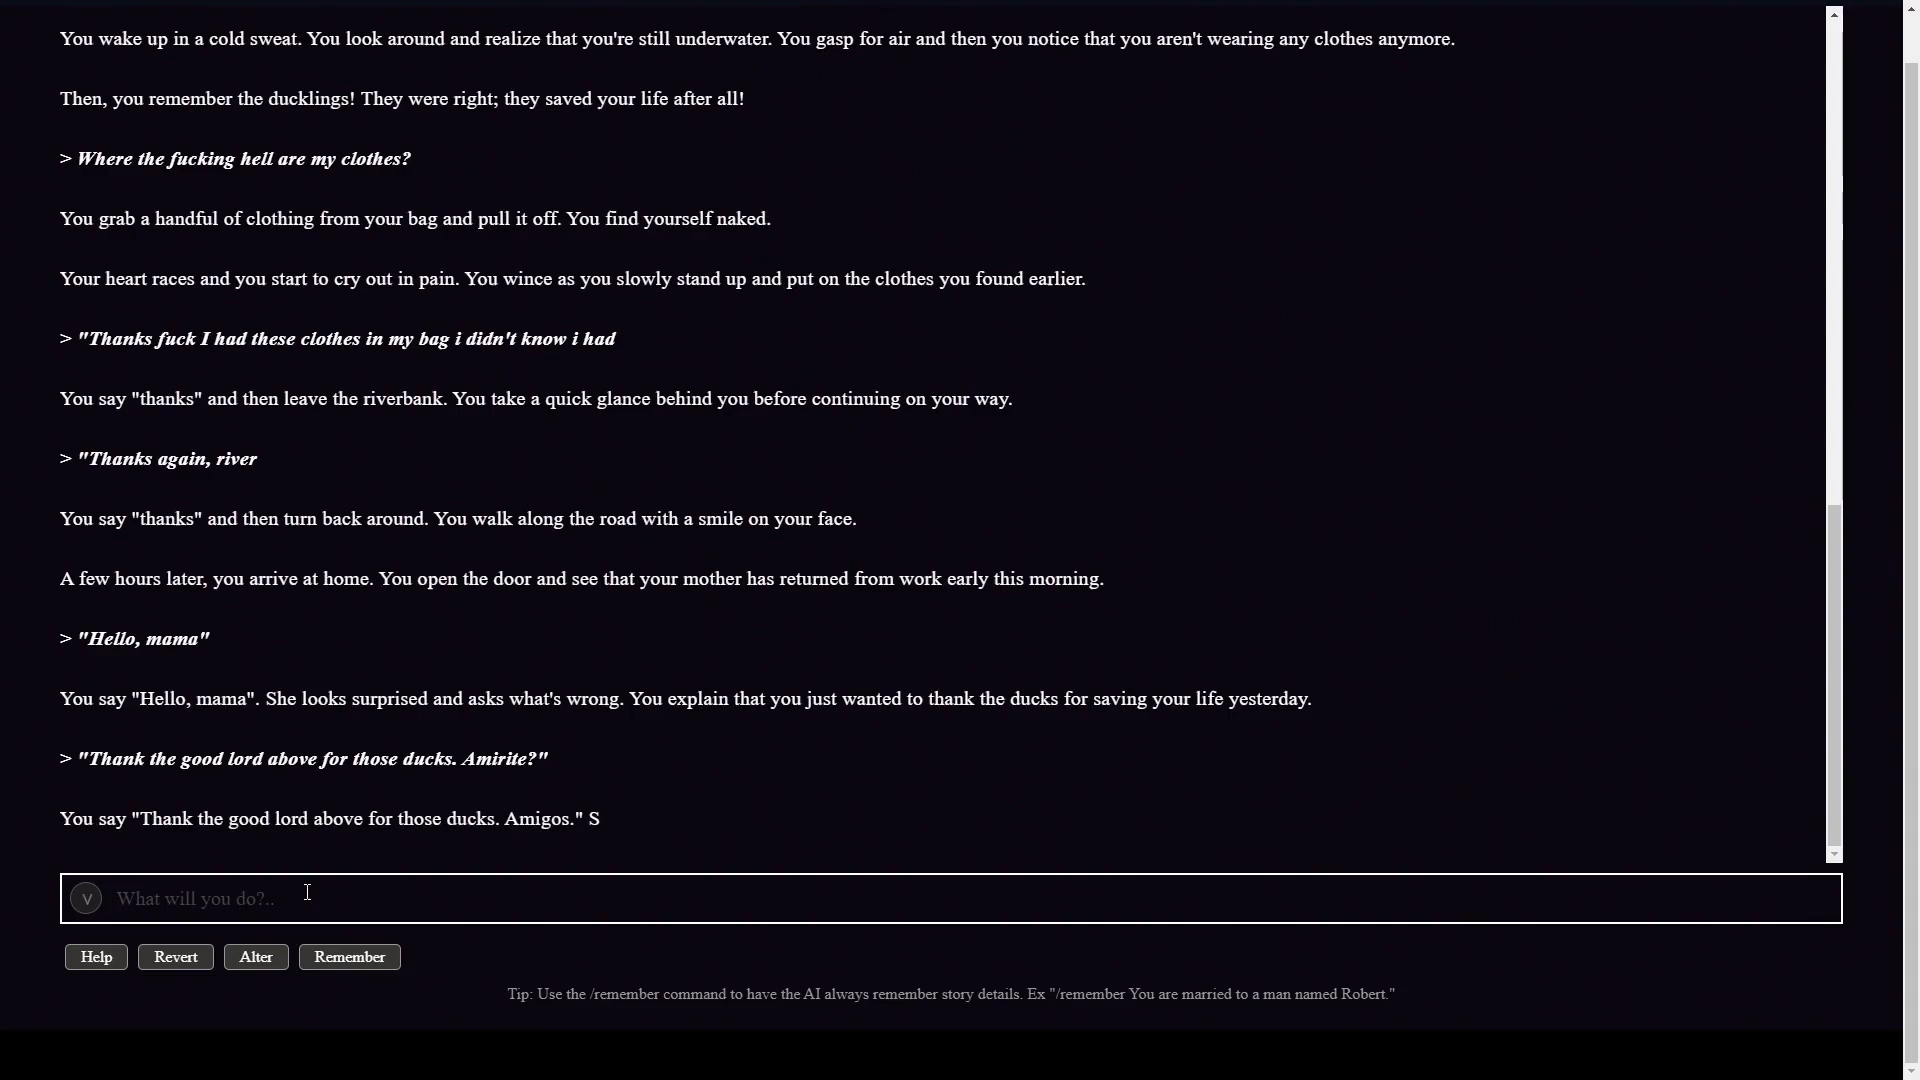 You wake up in a cold sweat. You look around and realize that you're still underwater. You gasp for air and then you notice that you aren't wearing any clothes anymore.
Then, you remember the ducklings! They were right; they saved your life after all!
> Where the fucking hell are my clothes?
You grab a handful of clothing from your bag and pull it off. You find yourself naked.
Your heart races and you start to cry out in pain. You wince as you slowly stand up and put on the clothes you found earlier.
> "Thanks fuck I had these clothes in my bag i didn't know i had
You say "thanks" and then leave the riverbank. You take a quick glance behind you before continuing on your way.
> "Thanks again, river
You say "thanks" and then turn back around. You walk along the road with a smile on your face.
A few hours later, you arrive at home. You open the door and see that your mother has returned from work early this morning.
> "Hello, mama"
You say "Hello, mama". She looks surprised and asks what's wrong. You explain that you just wanted to thank the ducks for saving your life yesterday.
> "Thank the good lord above for those ducks. Amirite?"
You say "Thank the good lord above for those ducks. Amigos." S
V What will you do?..
Help Revert Alter Remember
Tip: Use the /remember command to have the AI always remember story details. Ex "/remember You are married to a man named Robert."